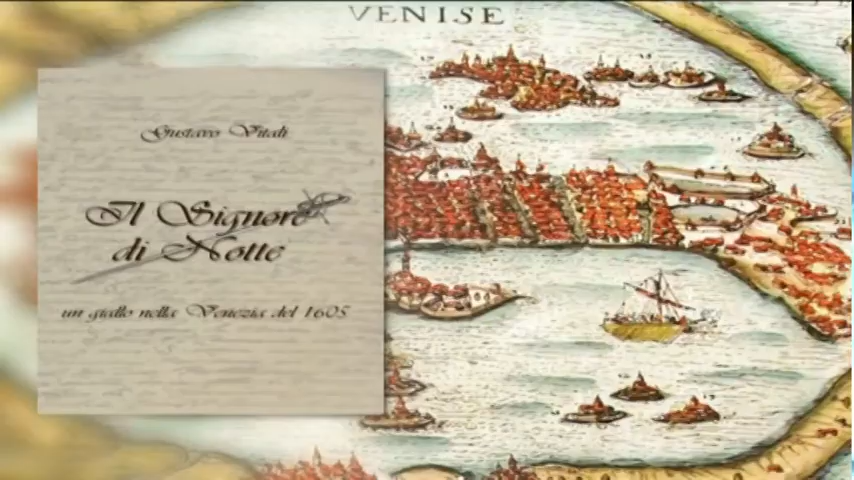 VENISE
Gustavo Vitali
Il Signore
di Notte
un giallo nella Venezia del 1605